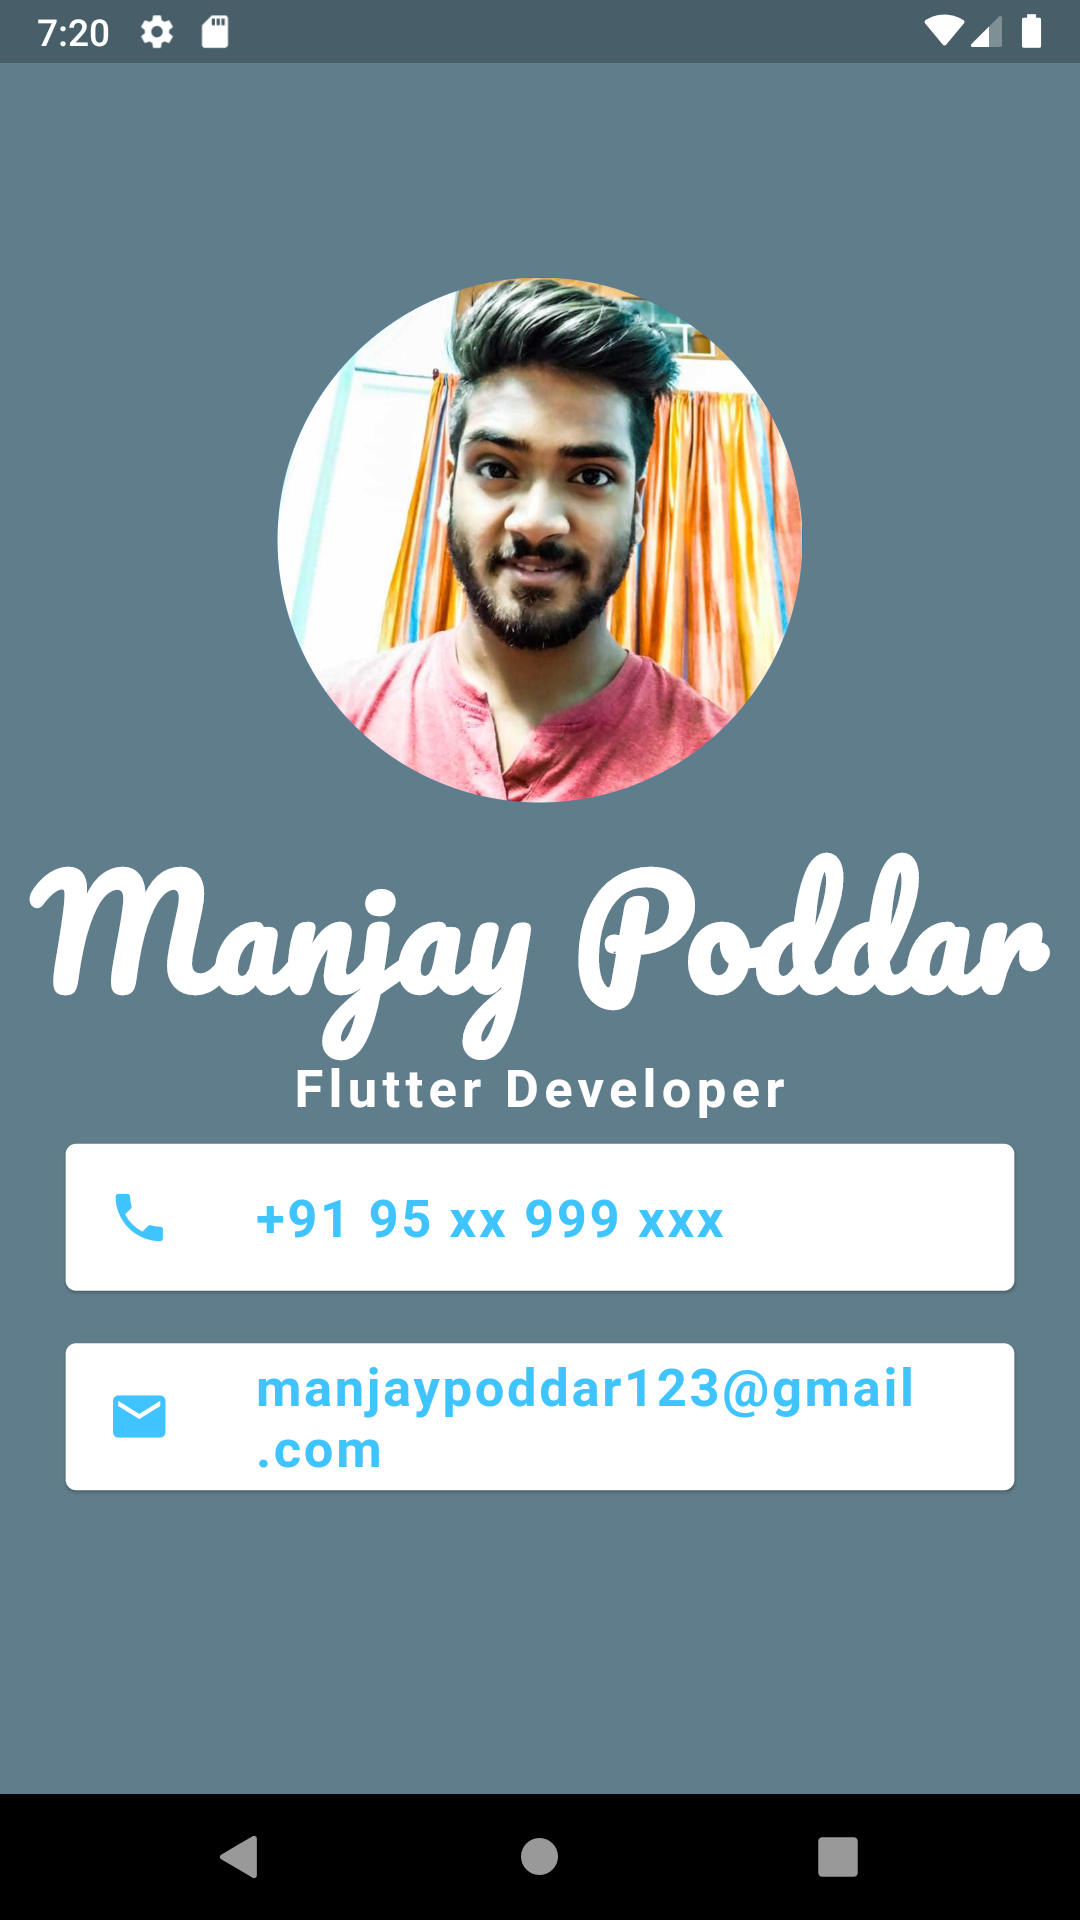 7:20
Manjay Poddar
Flutter Developer
+91 95 xx 999 xxx
manjaypoddar123@gmail
.com